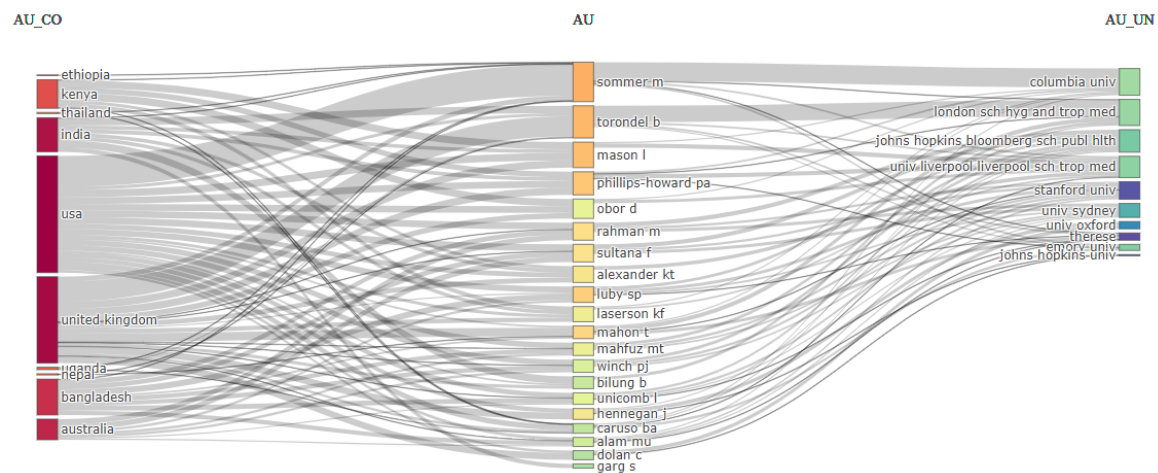 AU_CO
AU
AU_UN
ethiopia
kenya
thailand
india
usa
united kingdom
uganda
nepal
bangladesh
australia
sommer m
torondel b
mason l
phillips-howard pa
obor d
rahman m
sultana f
alexander kt
luby sp
laserson kf
mahon t
mahfuz mt
winch pj
bilung b
unicomb l
hennegan j
caruso ba
alam mu
dolan c
garg s
columbia univ
london sch hyg and trop med
johns hopkins bloomberg sch publ hlth
univ liverpool liverpool sch trop med
stanford univ
univ sydney
univ oxford
therese
emory univ
johns hopkins univ